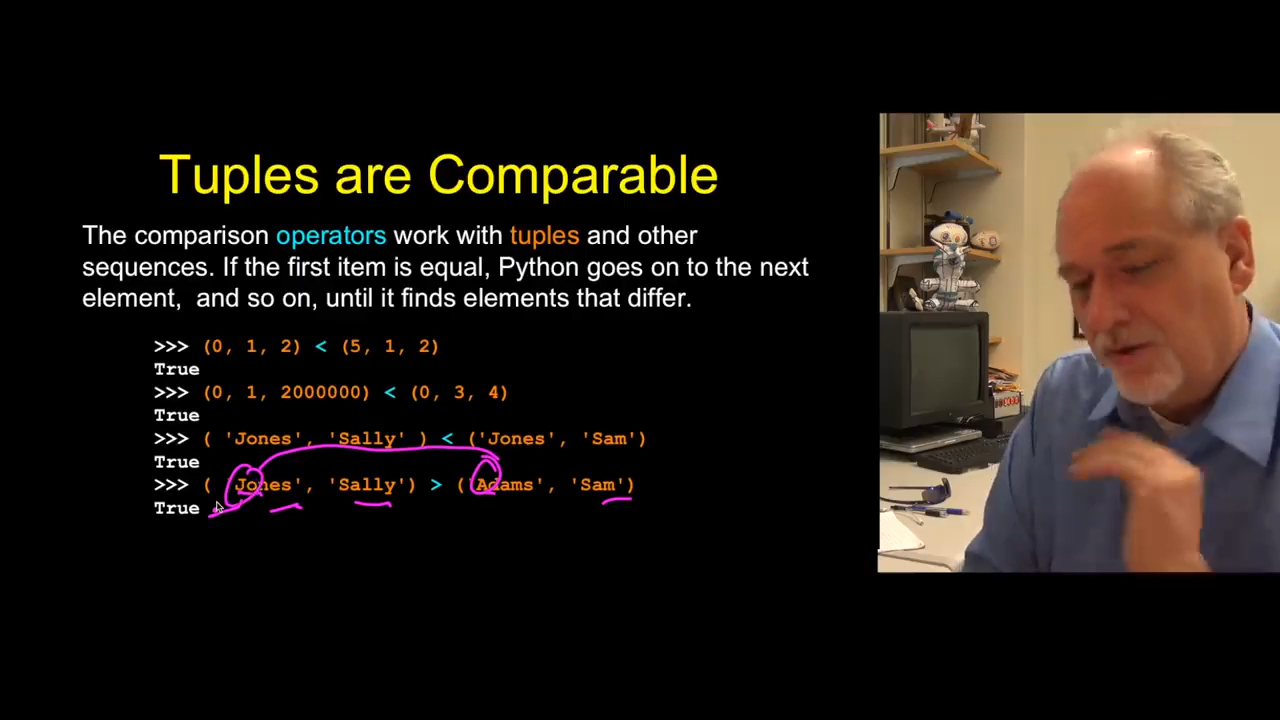 Tuples are Comparable
The comparison operators work with tuples and other
sequences. If the first item is equal, Python goes on to the next
element, and so on, until it finds elements that differ.
>>> (0, 1, 2) < (5, 1, 2)
True
>>> (0, 1, 2000000) < (0, 3, 4)
True
>>> ( 'Jones', 'Sally' ) < ('Jones', 'Sam')
True
>>> ( 'Jones', 'Sally') > ('Adams', 'Sam')
True